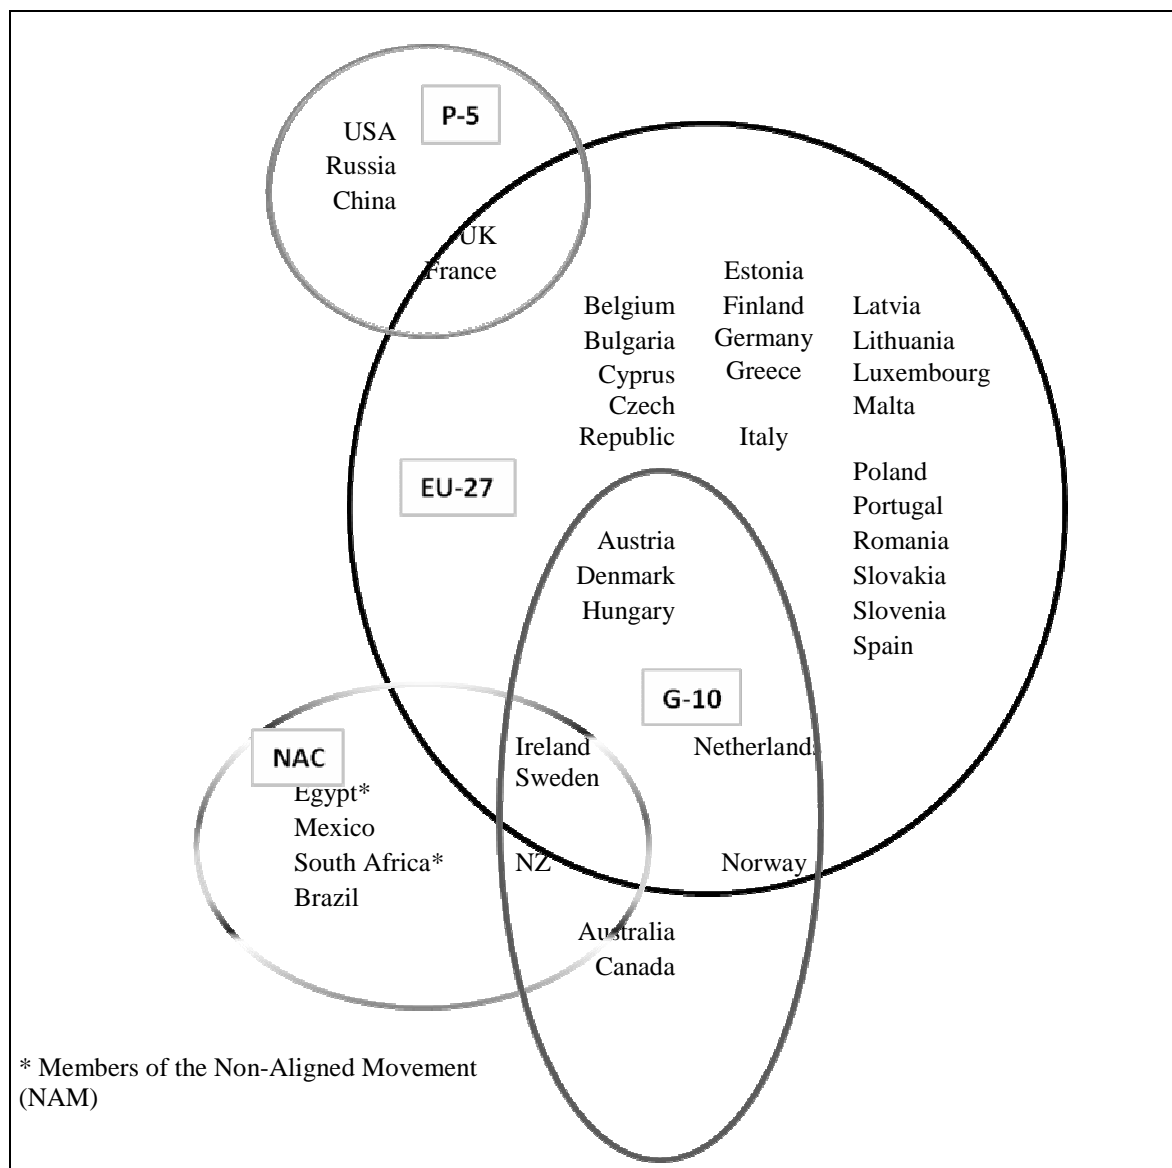 P-5
USA
Russia
China
UK
France
Estonia
Belgium Finland Latvia
Bulgaria Germany Lithuania
Cyprus Greece Luxembourg
Czech Malta
Republic Italy
Poland
EU-27
Portugal
Austria Romania
Denmark Slovakia
Hungary Slovenia
Spain
G-10
NAC
Ireland Netherlands
Sweden
Egypt*
Mexico
South Africa* NZ Norway
Brazil
Australia
Canada
* Members of the Non-Aligned Movement
(NAM)